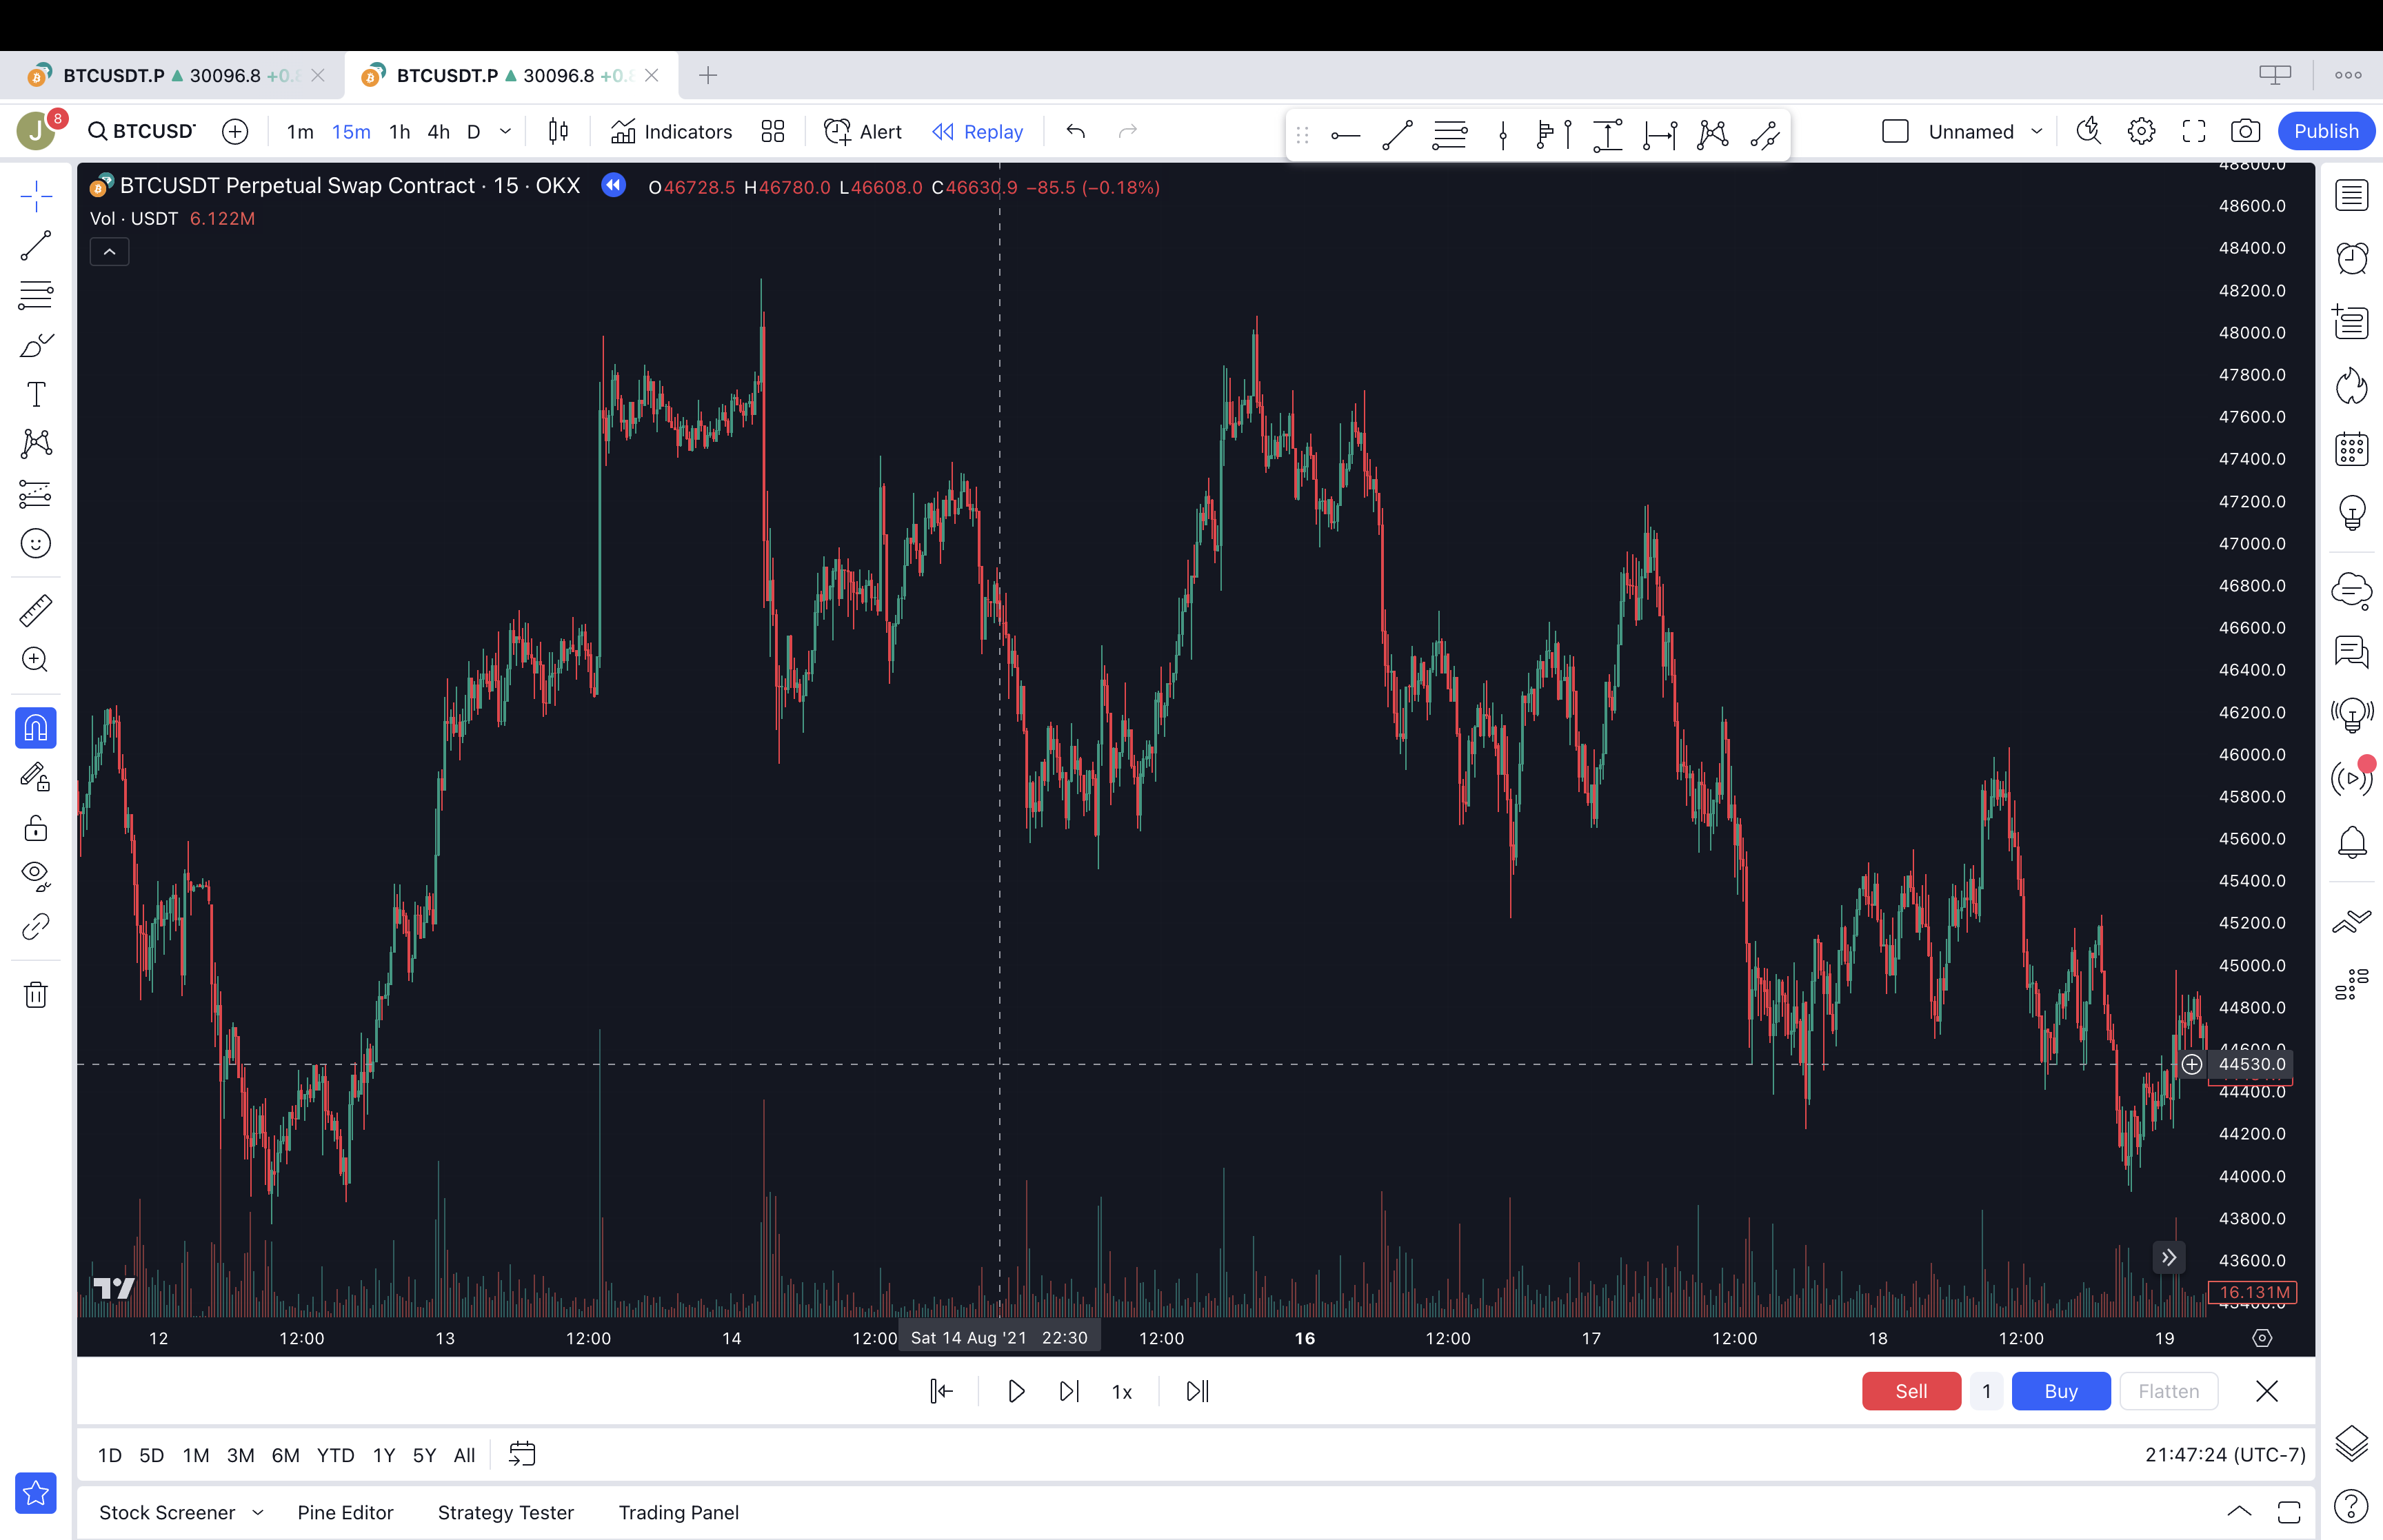 BTCUSDT.P ▲ 30096.8 +0.8
BTCUSDT.P ▲ 30096.8 +0.8
J 8 BTCUSDT 1m 15m 1h 4h D Indicators Alert Replay Unnamed Publish
BTCUSDT Perpetual Swap Contract · 15 · OKX O46728.5 H46780.0 L46608.0 C46630.9 −85.5 (−0.18%)
Vol · USDT 6.122M
48800.0
48600.0
48400.0
48200.0
48000.0
47800.0
47600.0
47400.0
47200.0
47000.0
46800.0
46600.0
46400.0
46200.0
46000.0
45800.0
45600.0
45400.0
45200.0
45000.0
44800.0
44600.0
44530.0
44400.0
44200.0
44000.0
43800.0
43600.0
16.131M
43400.0
12 12:00 13 12:00 14 12:00 Sat 14 Aug '21 22:30 12:00 16 12:00 17 12:00 18 12:00 19
1x Sell 1 Buy Flatten
1D 5D 1M 3M 6M YTD 1Y 5Y All 21:47:24 (UTC-7)
Stock Screener Pine Editor Strategy Tester Trading Panel